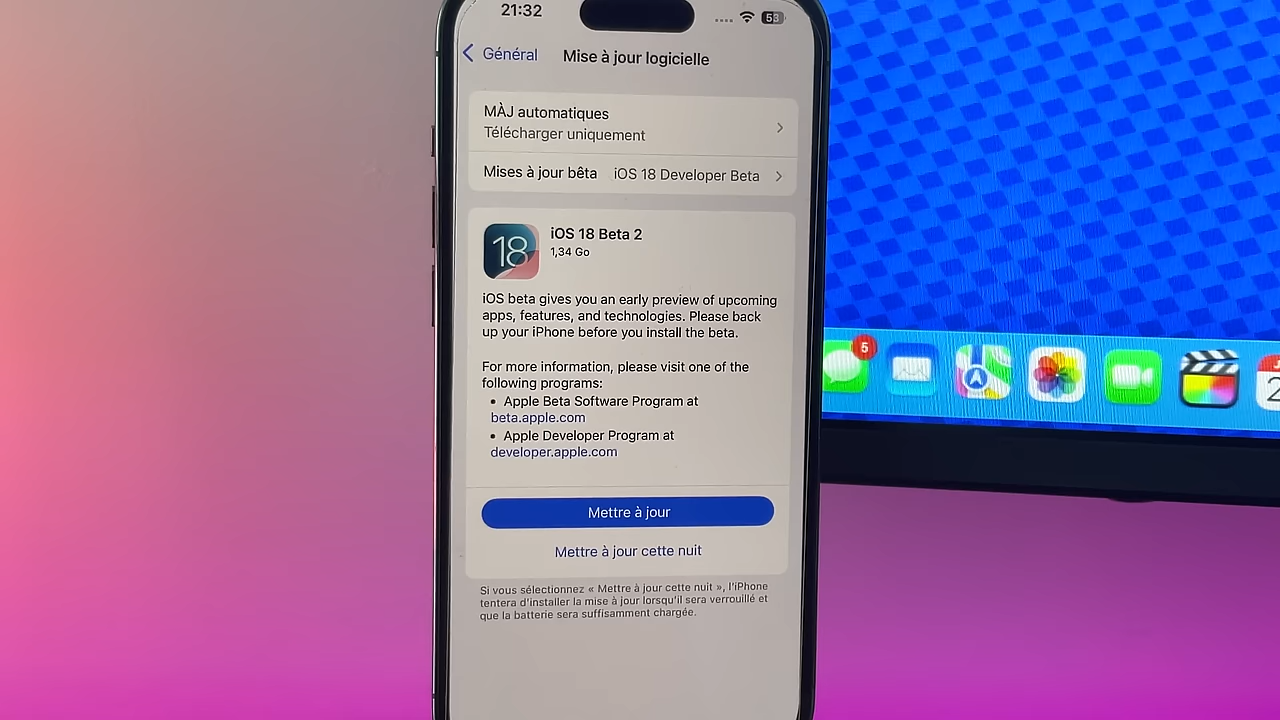 21:32
53
Général
Mise à jour logicielle
MÀJ automatiques
Télécharger uniquement
Mises à jour bêta iOS 18 Developer Beta
18
iOS 18 Beta 2
1,34 Go
iOS beta gives you an early preview of upcoming
apps, features, and technologies. Please back
up your iPhone before you install the beta.
For more information, please visit one of the
following programs:
• Apple Beta Software Program at
beta.apple.com
• Apple Developer Program at
developer.apple.com
Mettre à jour
Mettre à jour cette nuit
Si vous sélectionnez « Mettre à jour cette nuit », l'iPhone
tentera d'installer la mise à jour lorsqu'il sera verrouillé et
que la batterie sera suffisamment chargée.
5